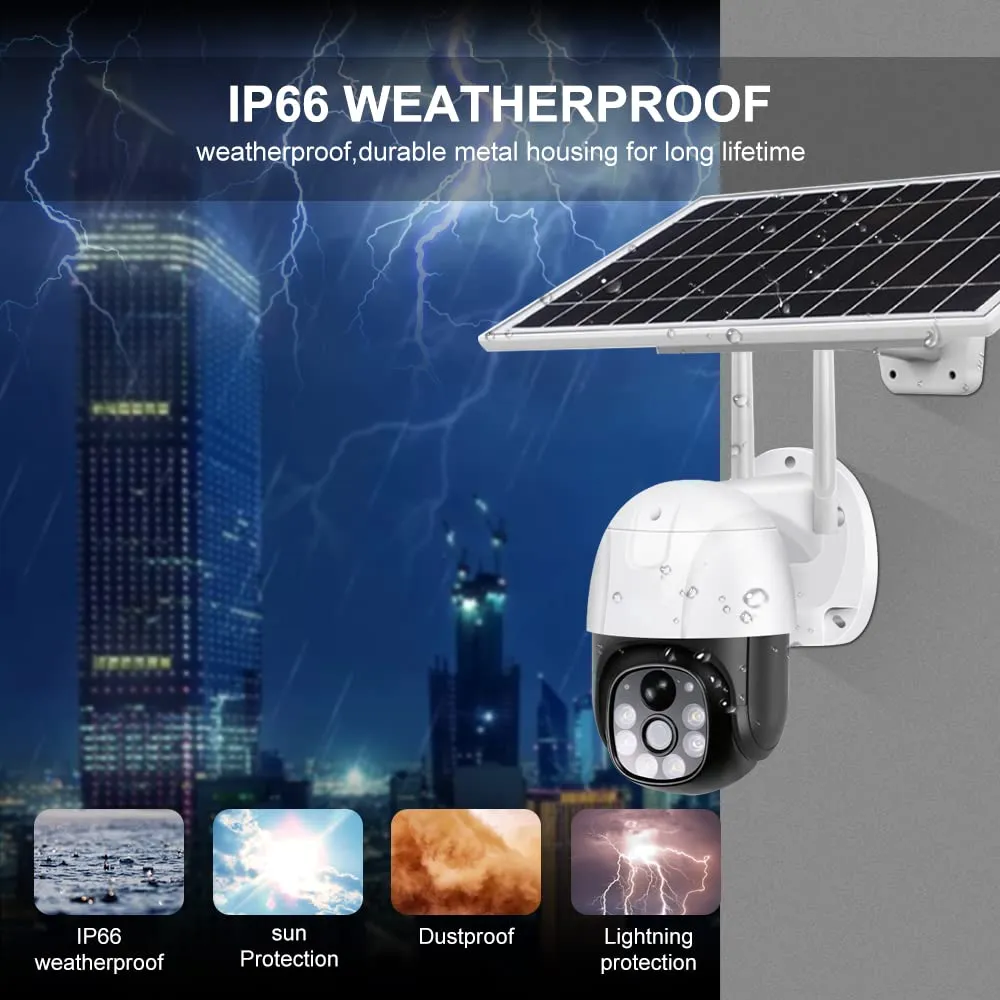 IP66 WEATHERPROOF
weatherproof,durable metal housing for long lifetime
IP66
weatherproof
sun
Protection
Dustproof
Lightning
protection